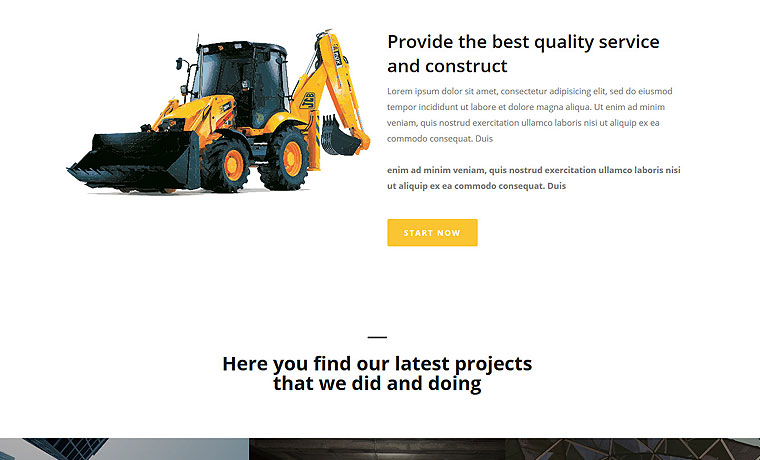 Provide the best quality service
and construct
Lorem ipsum dolor sit amet, consectetur adipisicing elit, sed do eiusmod
tempor incididunt ut labore et dolore magna aliqua. Ut enim ad minim
veniam, quis nostrud exercitation ullamco laboris nisi ut aliquip ex ea
commodo consequat. Duis
enim ad minim veniam, quis nostrud exercitation ullamco laboris nisi
ut aliquip ex ea commodo consequat. Duis
START NOW
Here you find our latest projects
that we did and doing